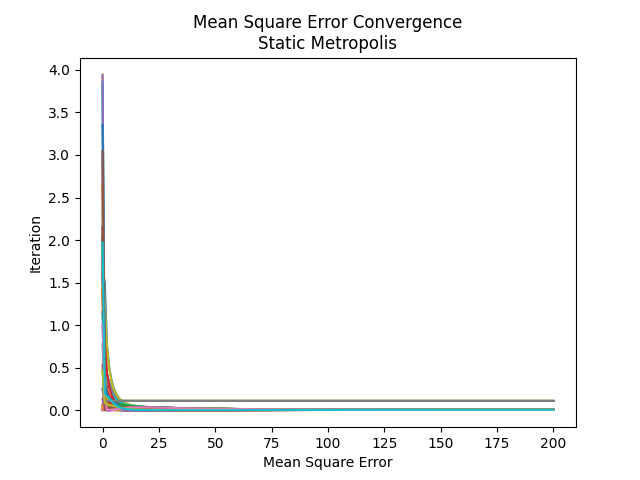 Mean Square Error Convergence
Static Metropolis
4.0
3.5
3.0
2.5
2.0
1.5
1.0
0.5
0.0
Iteration
0 25 50 75 100 125 150 175 200
Mean Square Error